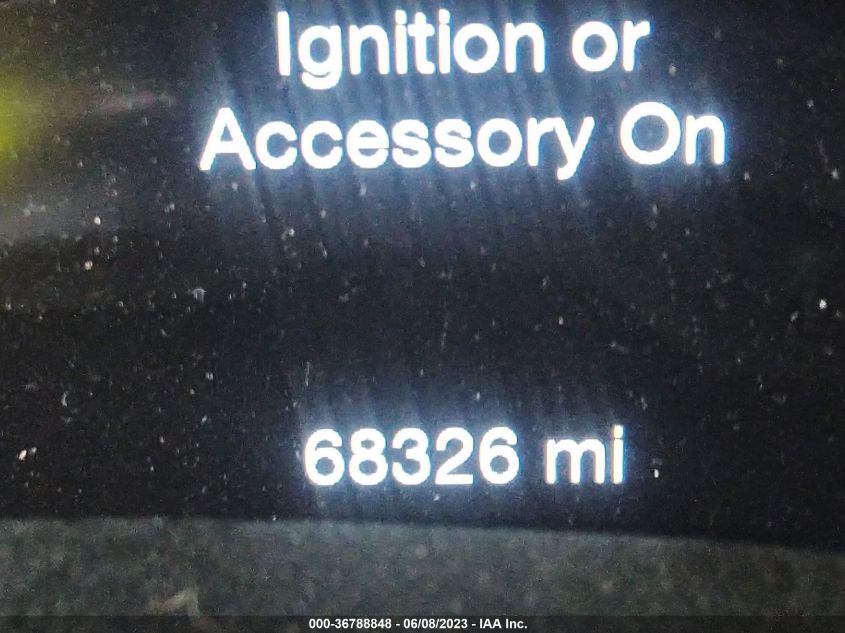 Ignition or
Accessory On
68326 mi
000-36788848 - 06/08/2023 - IAA Inc.